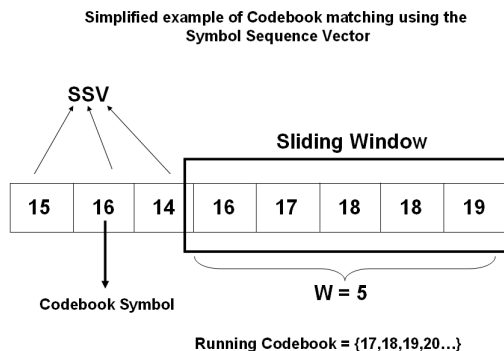 Simplified example of Codebook matching using the
Symbol Sequence Vector
SSV
Sliding Window
15 16 14 16 17 18 18 19
Codebook Symbol
W = 5
Running Codebook = {17,18,19,20...}